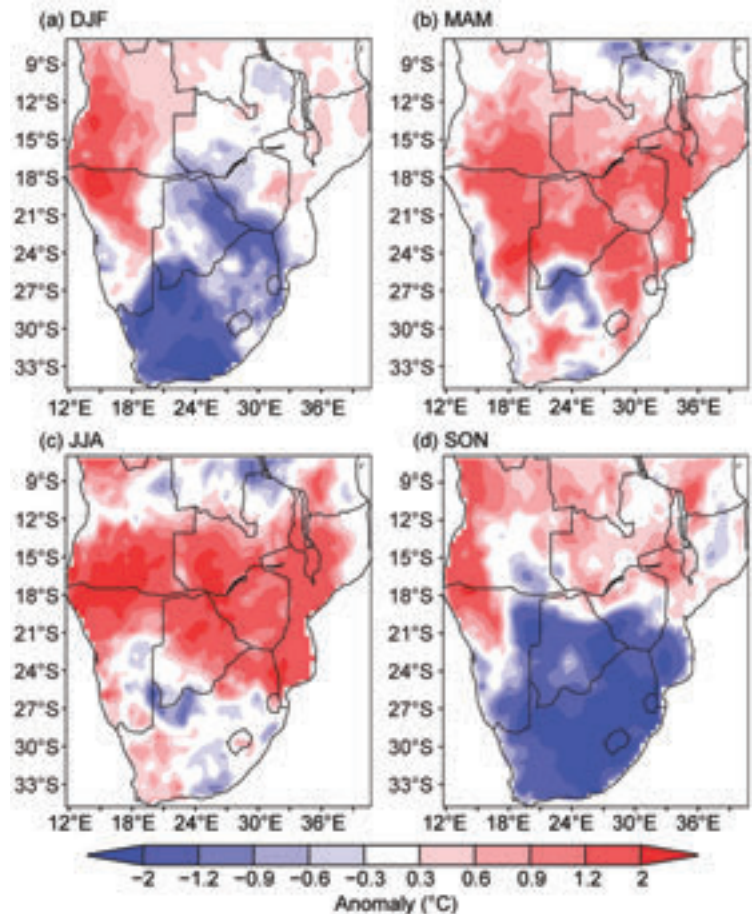 (a) DJF
(b) MAM
9°S
12°S
15°S
18°S
21°S
24°S
27°S
30°S
33°S
9°S
12°S
15°S
18°S
21°S
24°S
27°S
30°S
33°S
12°E 18°E 24°E 30°E 36°E
12°E 18°E 24°E 30°E 36°E
(c) JJA
(d) SON
9°S
12°S
15°S
18°S
21°S
24°S
27°S
30°S
33°S
9°S
12°S
15°S
18°S
21°S
24°S
27°S
30°S
33°S
12°E 18°E 24°E 30°E 36°E
12°E 18°E 24°E 30°E 36°E
−2 −1.2 −0.9 −0.6 −0.3 0.3 0.6 0.9 1.2 2
Anomaly (°C)